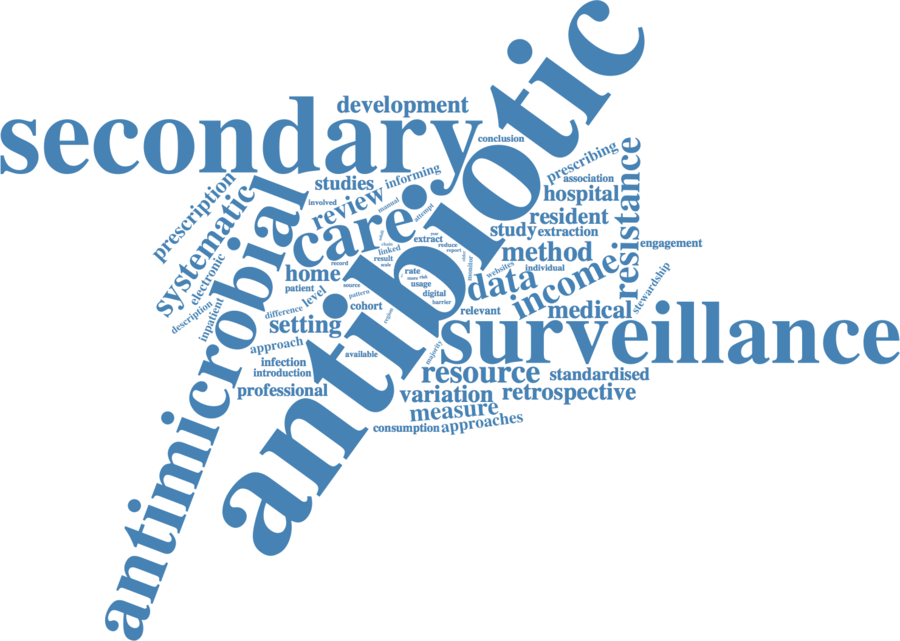 antibiotic
secondary
development
conclusion
prescribing
association
prescription
systematic
studies
informing
hospital
resistance
involved
review
manual
attempt
resident
antimicrobial
care
study
extraction
engagement
electronic
linked
extract
reduce
report
method
home
result
record
rate
websites
individual
data
income
stewardship
patient
source
usage
monitor
description
inpatient
pattern
digital
barrier
difference
level
cohort
region
relevant
medical
setting
surveillance
approach
available
majority
infection
introduction
resource
standardised
professional
variation
retrospective
measure
consumption
approaches